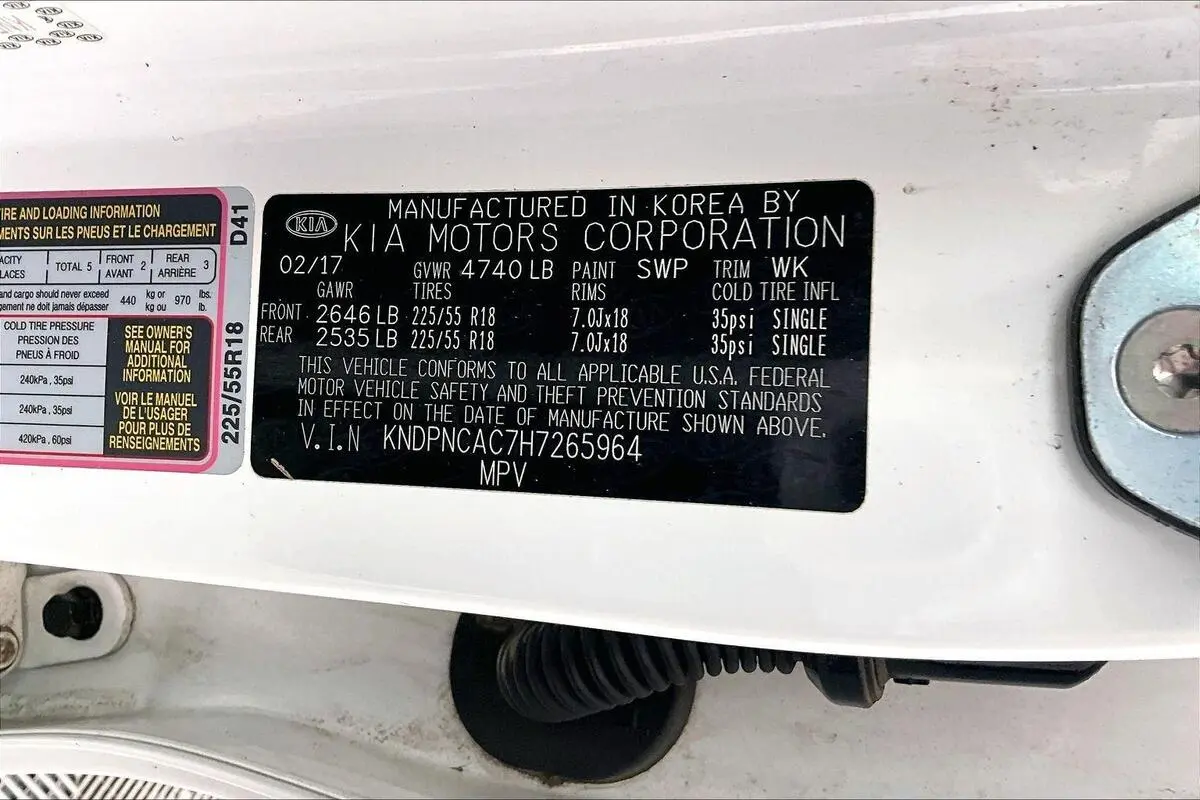 TIRE AND LOADING INFORMATION
SUR LES PNEUS ET LE CHARGEMENT
TOTAL 5 FRONT AVANT 2 REAR ARRIÈRE 3
and cargo should never exceed 440 kg or 970 lbs.
ne doit jamais dépasser kg ou lb.
COLD TIRE PRESSURE
PRESSION DES
PNEUS À FROID
240kPa, 35psi
240kPa, 35psi
420kPa, 60psi
SEE OWNER'S
MANUAL FOR
ADDITIONAL
INFORMATION
VOIR LE MANUEL
DE L'USAGER
POUR PLUS DE
RENSEIGNEMENTS
225/55R18 D41
KIA
MANUFACTURED IN KOREA BY
KIA MOTORS CORPORATION
02/17 GVWR 4740 LB PAINT SWP TRIM WK
GAWR TIRES RIMS COLD TIRE INFL
FRONT 2646 LB 225/55 R18 7.0Jx18 35psi SINGLE
REAR 2535 LB 225/55 R18 7.0Jx18 35psi SINGLE
THIS VEHICLE CONFORMS TO ALL APPLICABLE U.S.A. FEDERAL
MOTOR VEHICLE SAFETY AND THEFT PREVENTION STANDARDS
IN EFFECT ON THE DATE OF MANUFACTURE SHOWN ABOVE.
V.I.N KNDPNCAC7H7265964
MPV